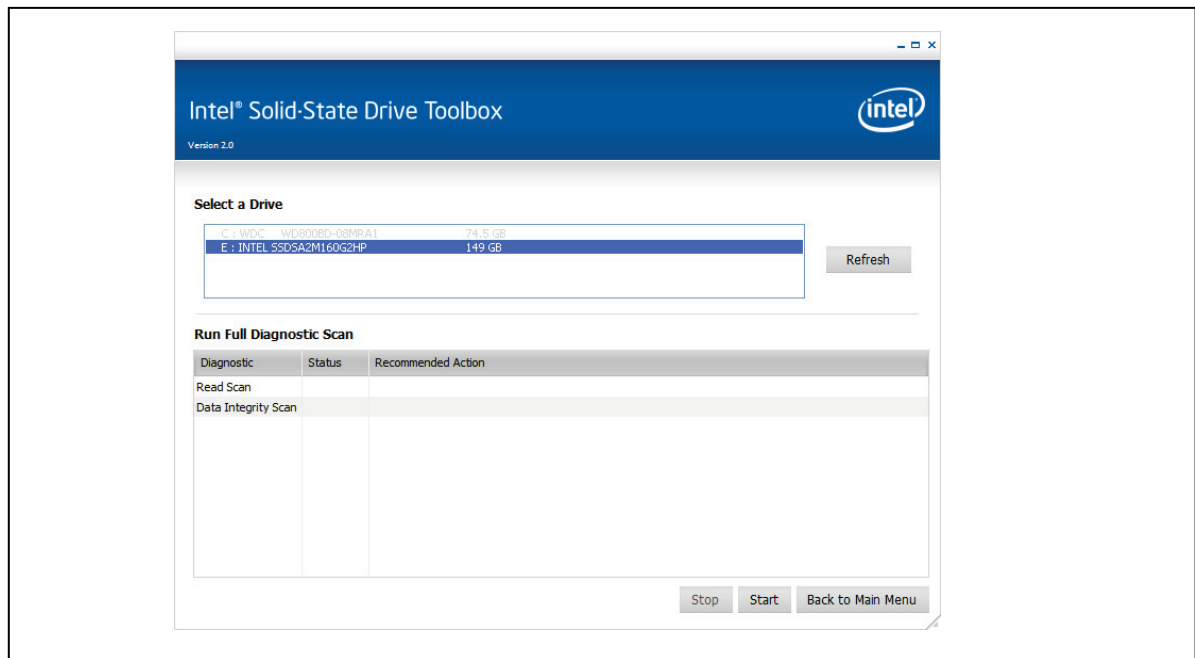 Intel® Solid-State Drive Toolbox
intel
Version 2.0
Select a Drive
C : WDC WD800BD-08MRA1 74.5 GB
E : INTEL SSDSA2M160G2HP 149 GB
Refresh
Run Full Diagnostic Scan
Diagnostic Status Recommended Action
Read Scan
Data Integrity Scan
Stop Start Back to Main Menu